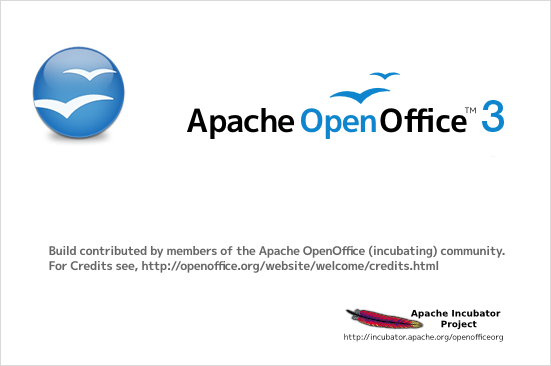 Apache OpenOffice™ 3
Build contributed by members of the Apache OpenOffice (incubating) community.
For Credits see, http://openoffice.org/website/welcome/credits.html
Apache Incubator
Project
http://incubator.apache.org/openofficeorg